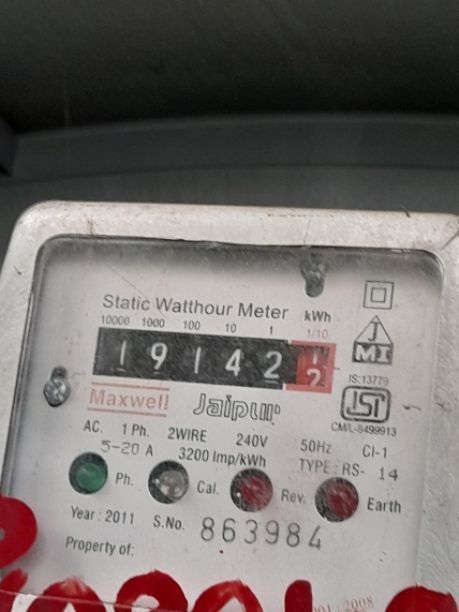 Static Watthour Meter
kWh
10000 1000 100 10 1 1/10
1 9 1 4 2
J
MI
IS:13779
ISI
CM/L-8499913
Maxwell Jaipur
AC. 1 Ph. 2WIRE 240V 50Hz Cl-1
5-20 A 3200 Imp/kWh TYPE : RS- 14
Ph. Cal. Rev. Earth
Year : 2011 S.No. 863984
Property of: